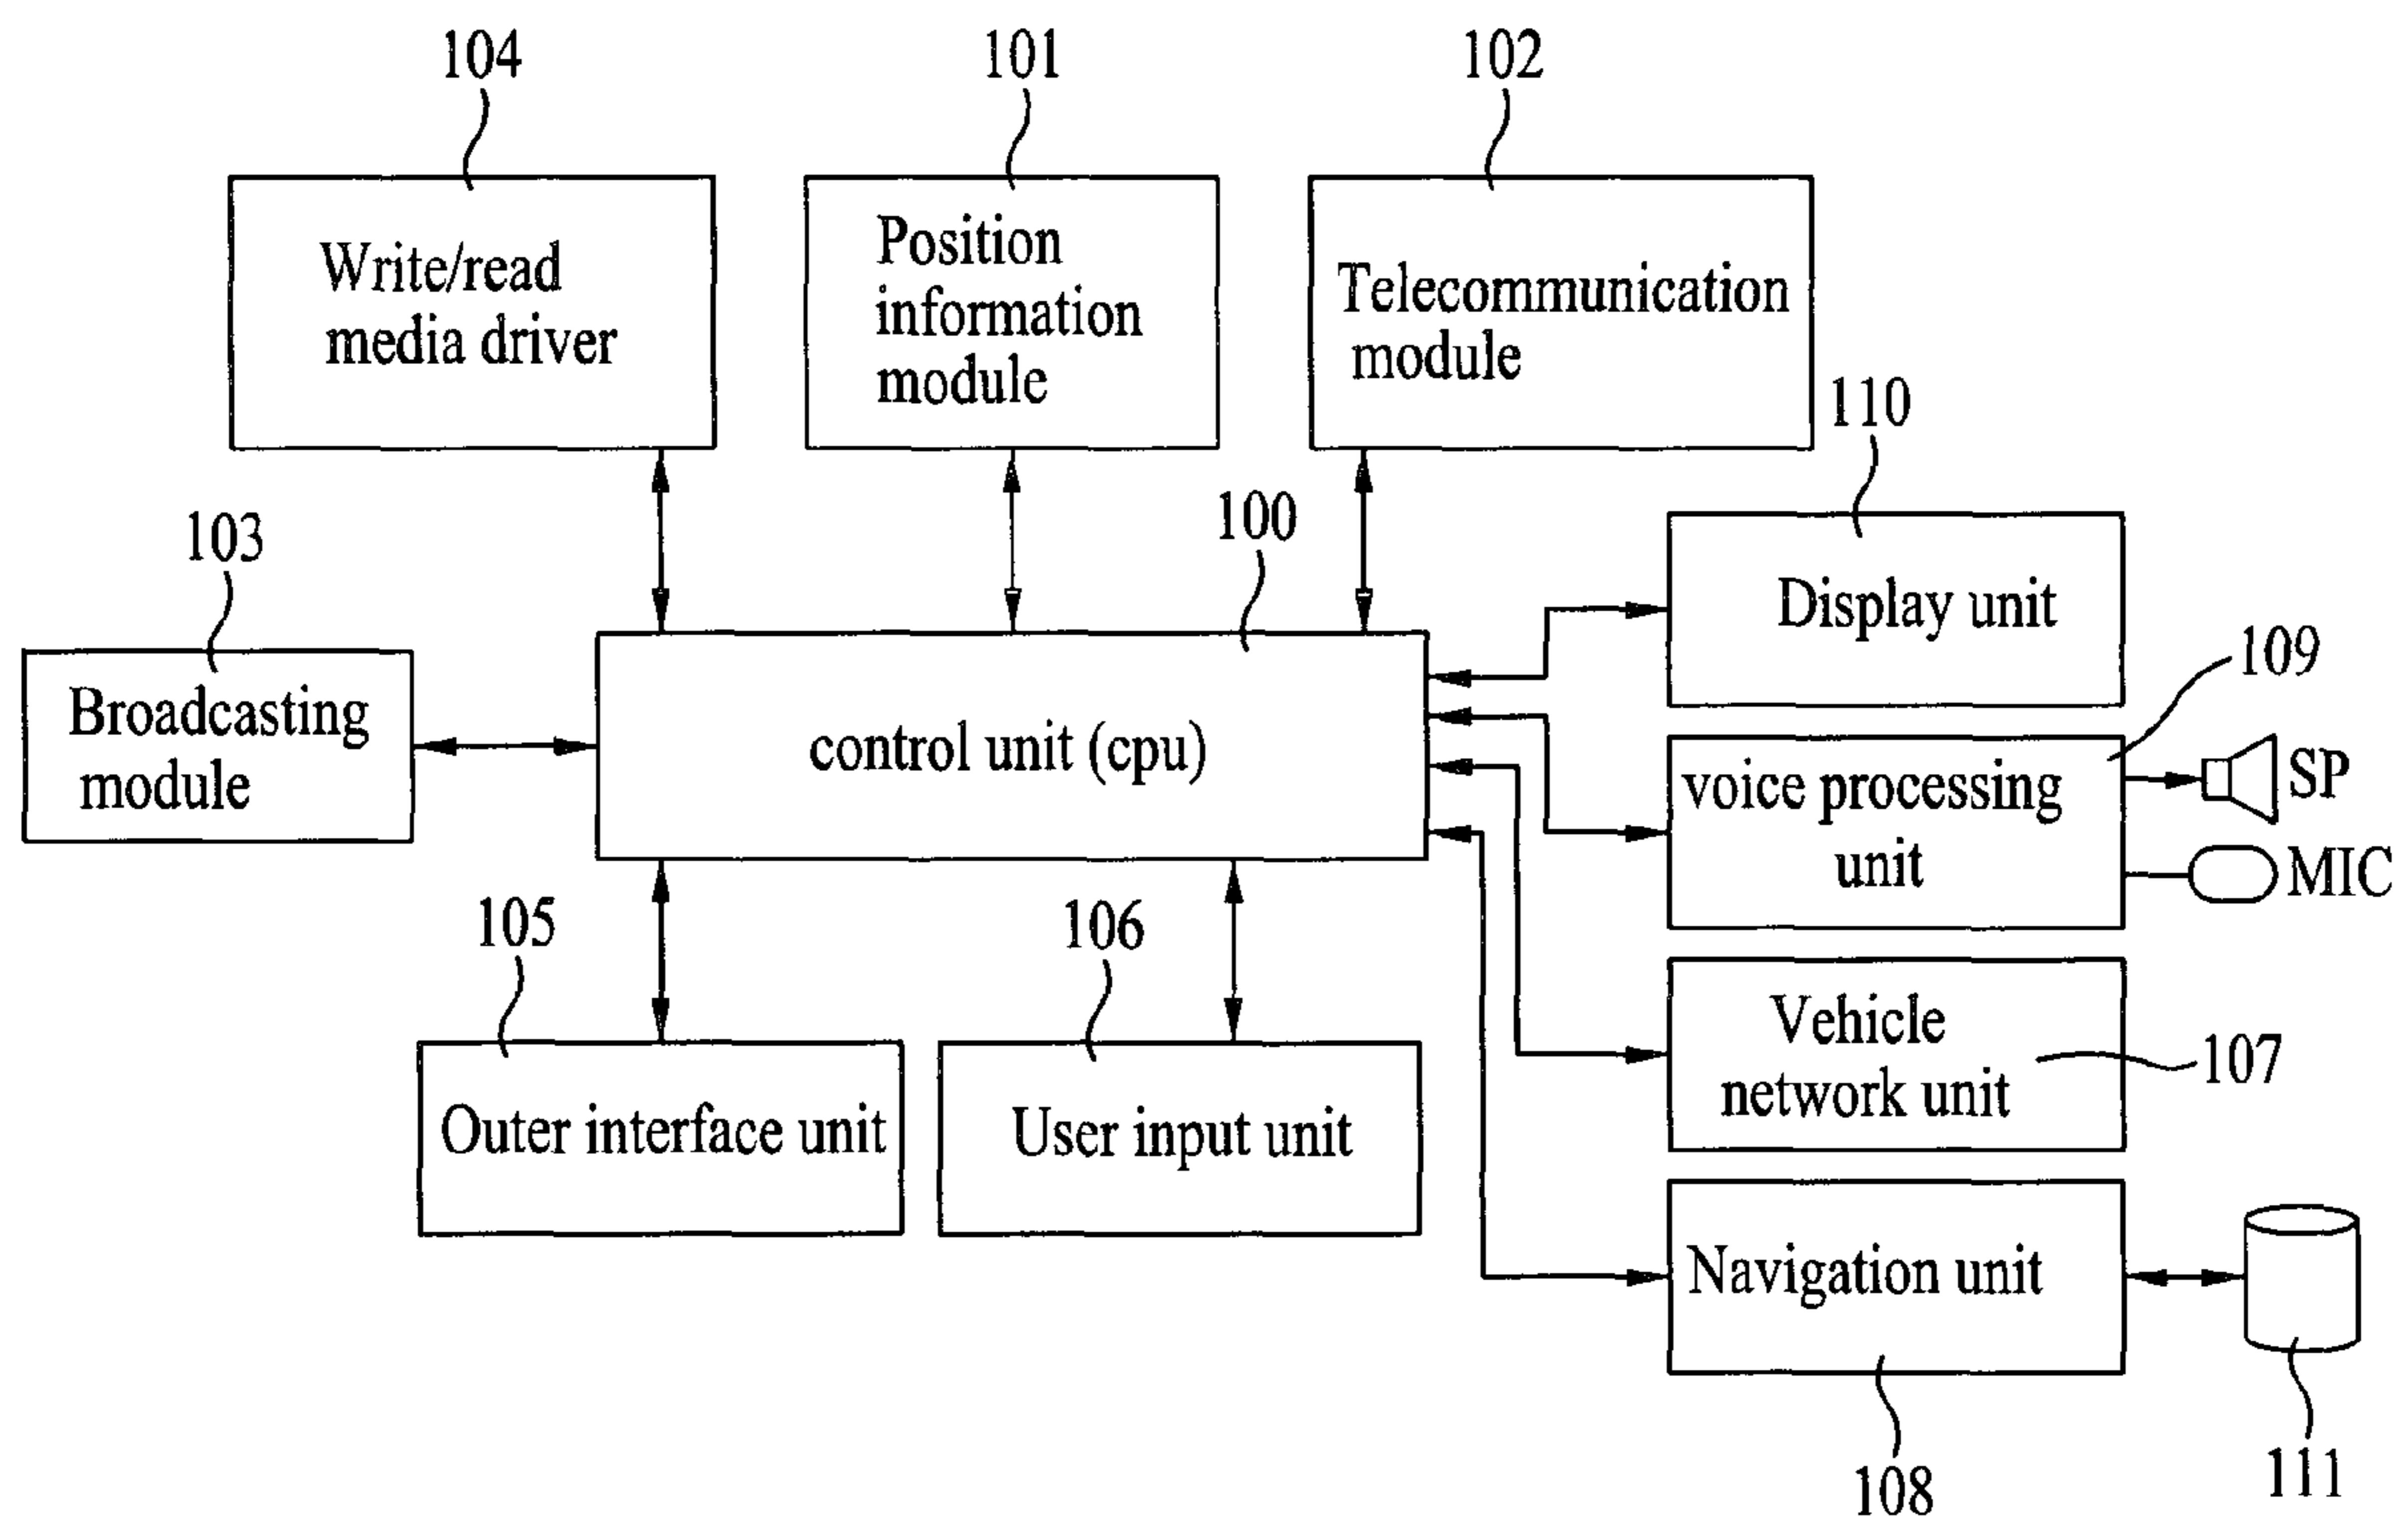 104
101
102
Write/read
media driver
Position
information
module
Telecommunication
module
110
103
100
Display unit
109
Broadcasting
module
control unit (cpu)
voice processing
unit
SP
MIC
105
106
Vehicle
network unit
107
Outer interface unit
User input unit
Navigation unit
108
111